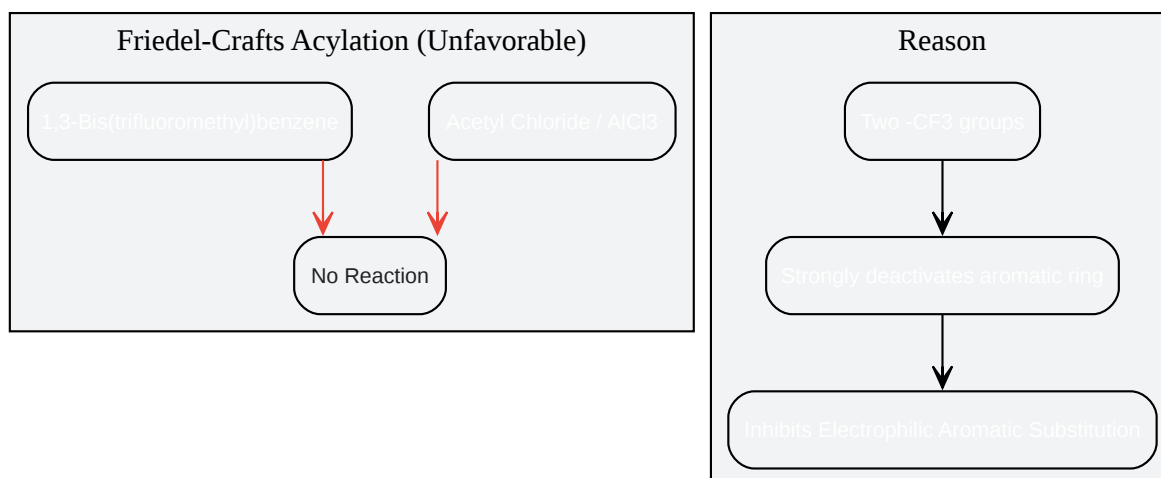 Friedel-Crafts Acylation (Unfavorable)
1,3-Bis(trifluoromethyl)benzene
Acetyl Chloride / AlCl3
No Reaction
Reason
Two -CF3 groups
Strongly deactivates aromatic ring
Inhibits Electrophilic Aromatic Substitution